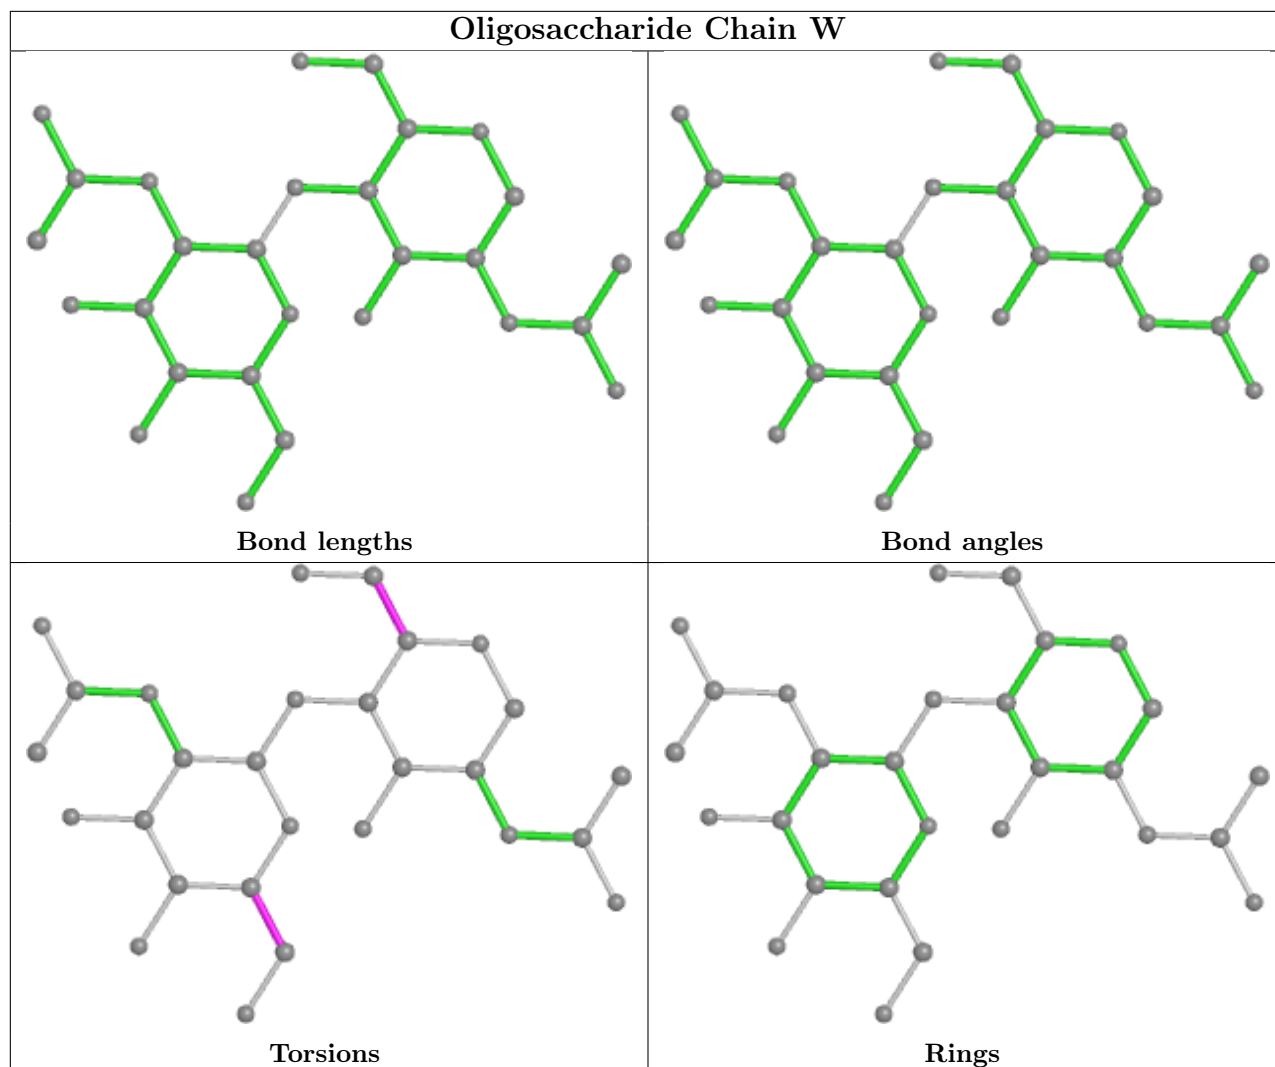 Oligosaccharide Chain W
Bond lengths
Bond angles
Torsions
Rings